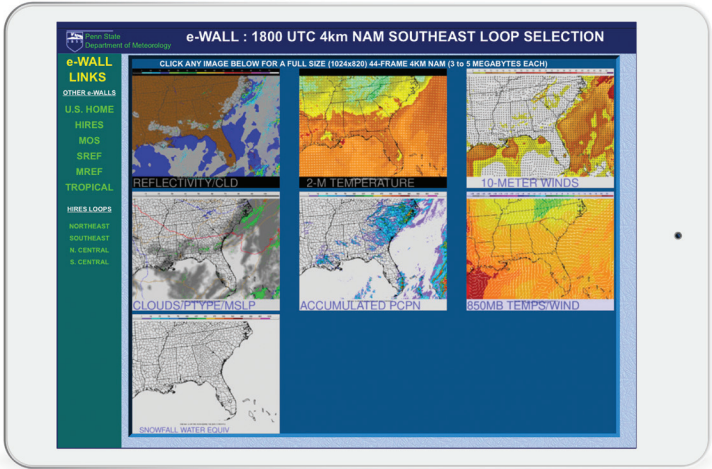 Penn State
Department of Meteorology
e-WALL : 1800 UTC 4km NAM SOUTHEAST LOOP SELECTION
e-WALL
LINKS
OTHER e-WALLS
U.S. HOME
HIRES
MOS
SREF
MREF
TROPICAL
HIRES LOOPS
NORTHEAST
SOUTHEAST
N. CENTRAL
S. CENTRAL
CLICK ANY IMAGE BELOW FOR A FULL SIZE (1024x820) 44-FRAME 4KM NAM (3 to 5 MEGABYTES EACH)
REFLECTIVITY/CLD
2-M TEMPERATURE
10-METER WINDS
CLOUDS/PTYPE/MSLP
ACCUMULATED PCPN
850MB TEMPS/WIND
SNOWFALL WATER EQUIV